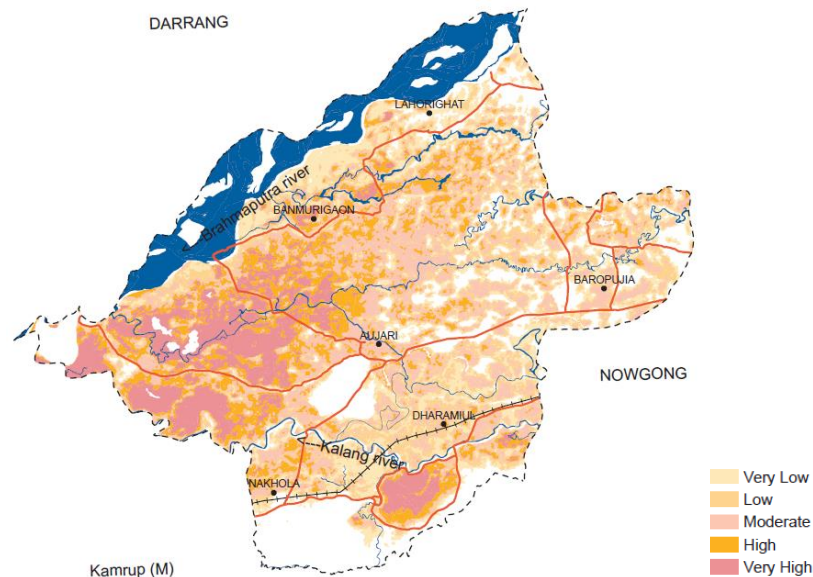 DARRANG
LAHORIGHAT
Brahmaputra river
BANMURIGAON
BAROPUJIA
AUJARI
NOWGONG
DHARAMIUL
Kalang river
NAKHOLA
Kamrup (M)
Very Low
Low
Moderate
High
Very High